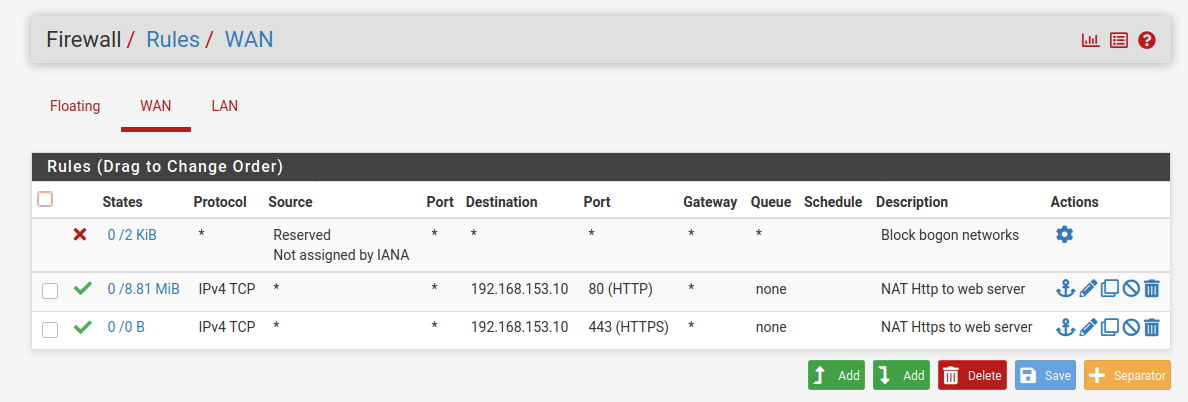 Firewall / Rules / WAN
Floating WAN LAN
Rules (Drag to Change Order)
States Protocol Source Port Destination Port Gateway Queue Schedule Description Actions
0 /2 KiB * Reserved * * * * * Block bogon networks
Not assigned by IANA
0 /8.81 MiB IPv4 TCP * * 192.168.153.10 80 (HTTP) * none NAT Http to web server
0 /0 B IPv4 TCP * * 192.168.153.10 443 (HTTPS) * none NAT Https to web server
Add Add Delete Save Separator